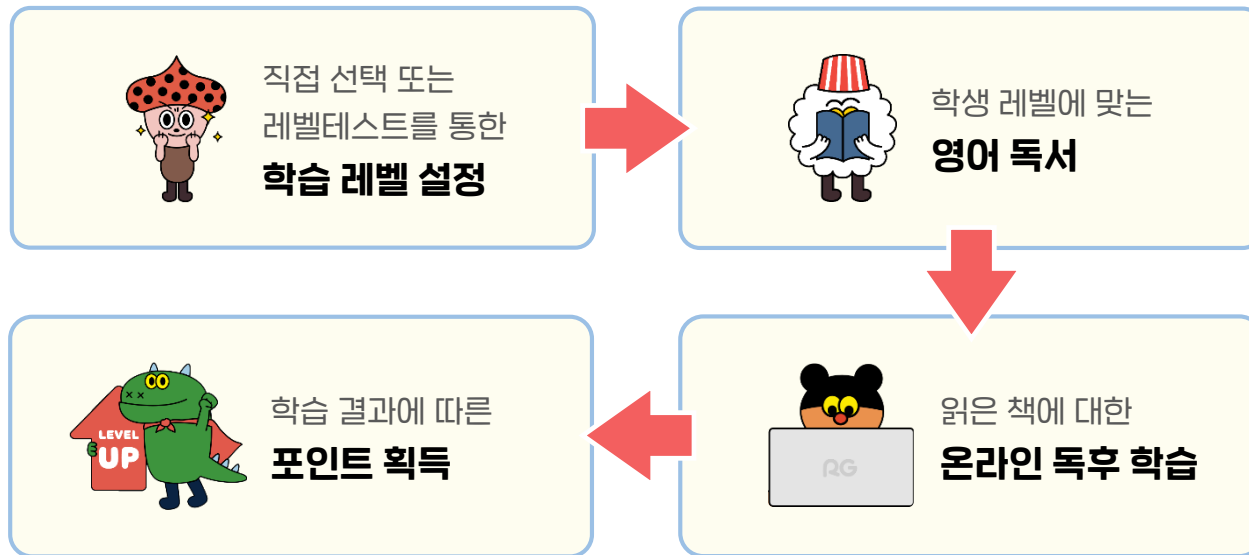 직접 선택 또는
레벨테스트를 통한
학습 레벨 설정
학생 레벨에 맞는
영어 독서
읽은 책에 대한
온라인 독후 학습
RG
학습 결과에 따른
포인트 획득
LEVEL
UP